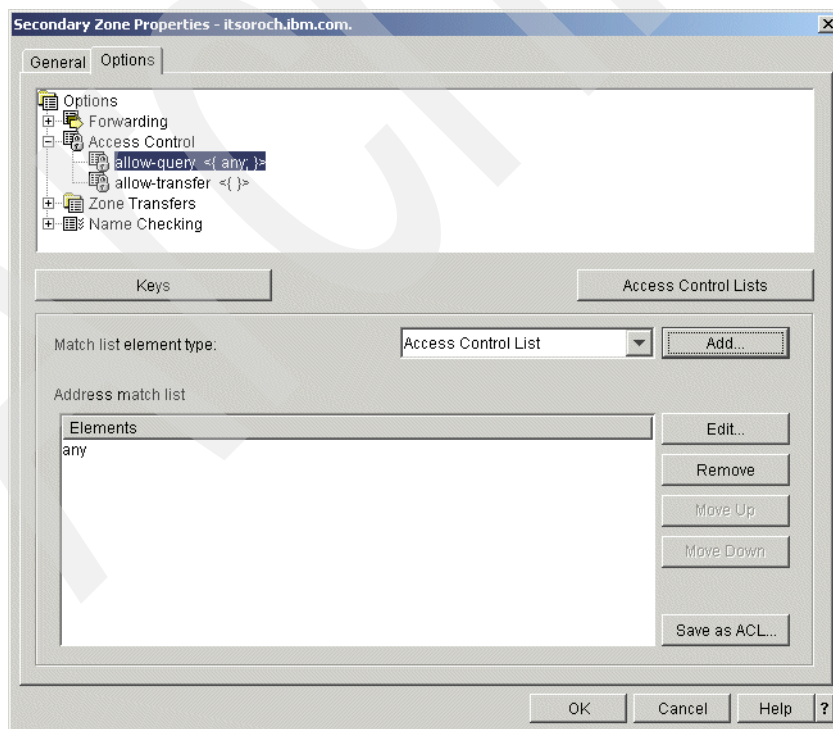 Secondary Zone Properties - itsoroch.ibm.com.
General Options
Options
Forwarding
Access Control
allow-query <{ any; }>
allow-transfer <{ }>
Zone Transfers
Name Checking
Keys Access Control Lists
Match list element type: Access Control List Add...
Address match list
Elements
any
Edit...
Remove
Move Up
Move Down
Save as ACL...
OK Cancel Help ?